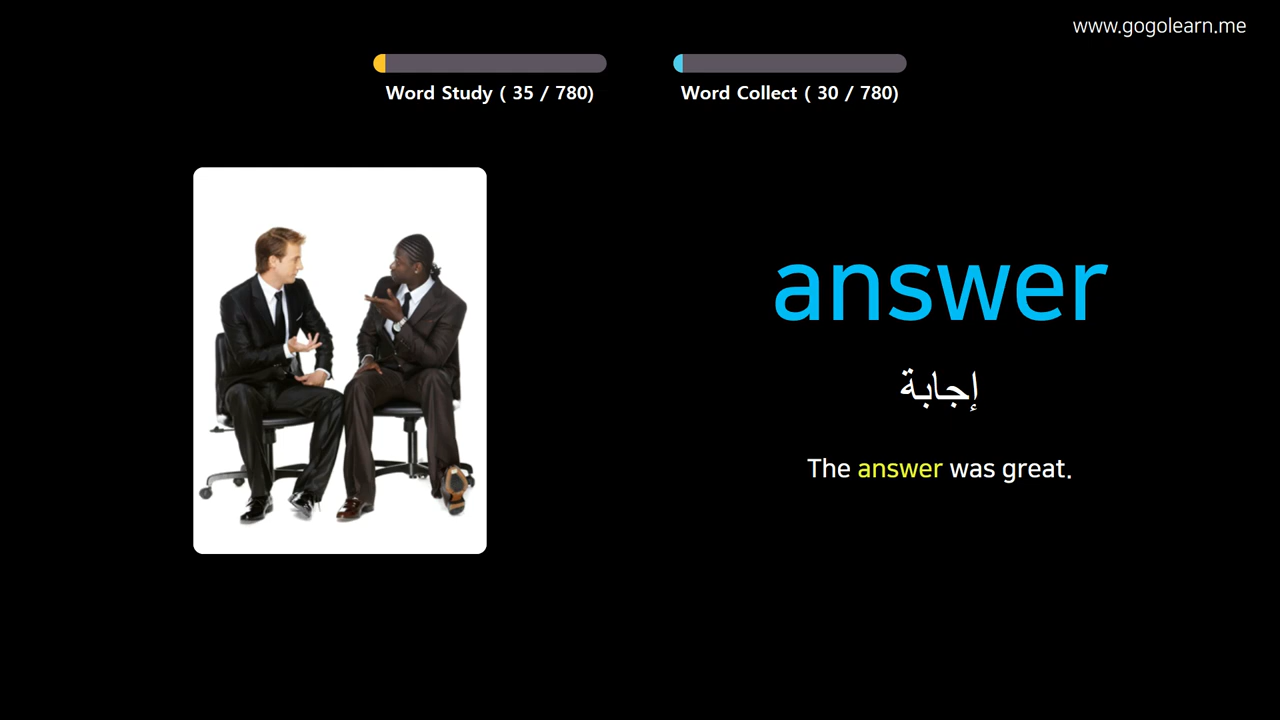 www.gogolearn.me
Word Study ( 35 / 780)
Word Collect ( 30 / 780)
answer
إجابة
The answer was great.